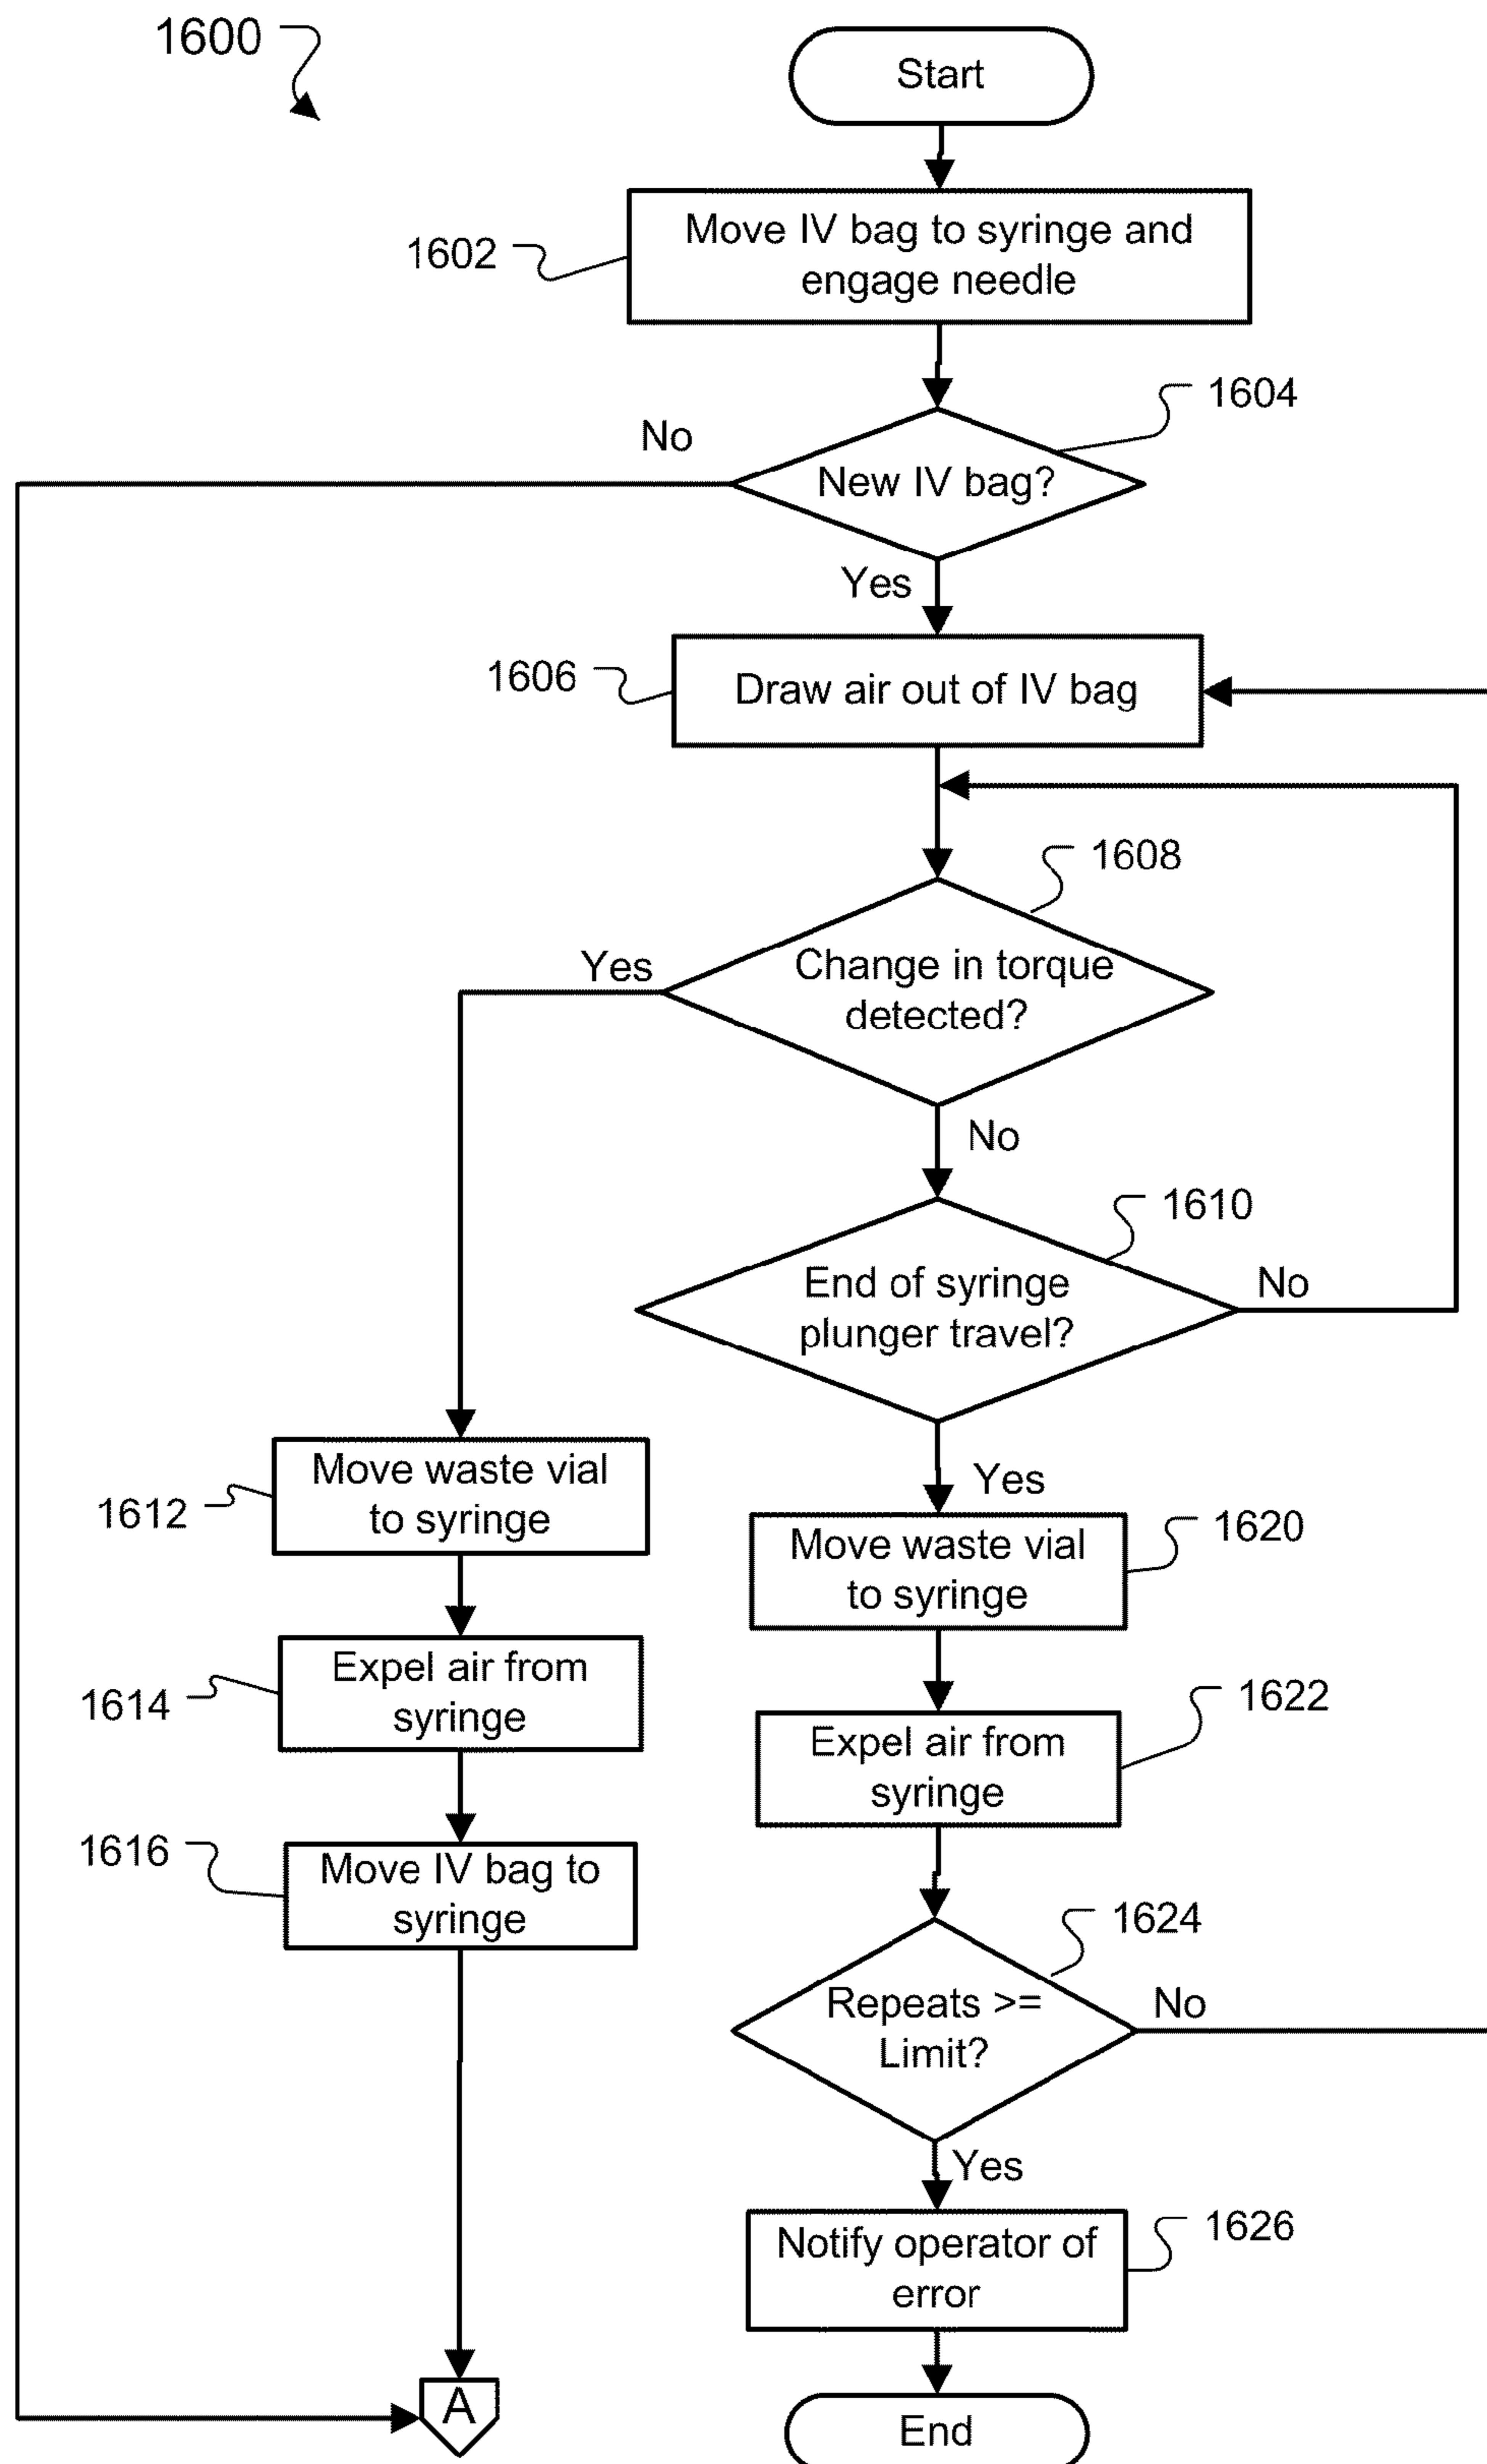 1600
Start
Move IV bag to syringe and
engage needle
1602
1604
No
New IV bag?
Yes
1606
Draw air out of IV bag
1608
Yes
Change in torque
detected?
No
1610
End of syringe
plunger travel?
No
Move waste vial
to syringe
1612
Yes
1620
Move waste vial
to syringe
Expel air from
syringe
1614
1622
Expel air from
syringe
1616
Move IV bag to
syringe
1624
Repeats >=
Limit?
No
Yes
1626
Notify operator of
error
A
End